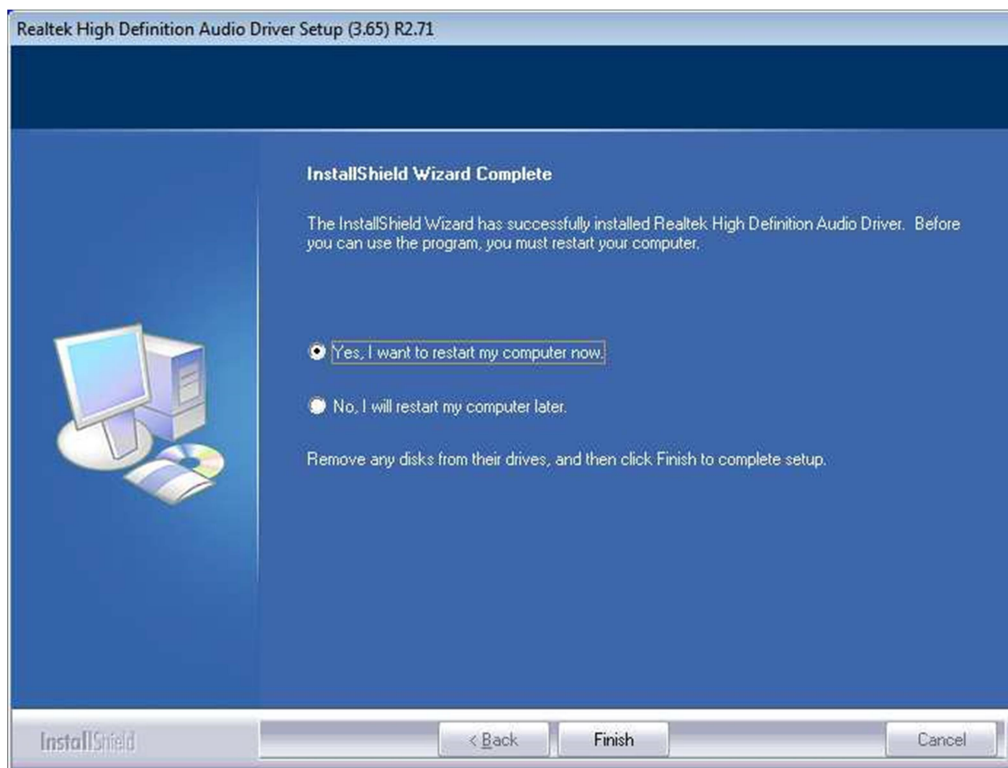 Realtek High Definition Audio Driver Setup (3.65) R2.71
InstallShield Wizard Complete
The InstallShield Wizard has successfully installed Realtek High Definition Audio Driver. Before
you can use the program, you must restart your computer.
Yes, I want to restart my computer now.
No, I will restart my computer later.
Remove any disks from their drives, and then click Finish to complete setup.
InstallShield
< Back
Finish
Cancel